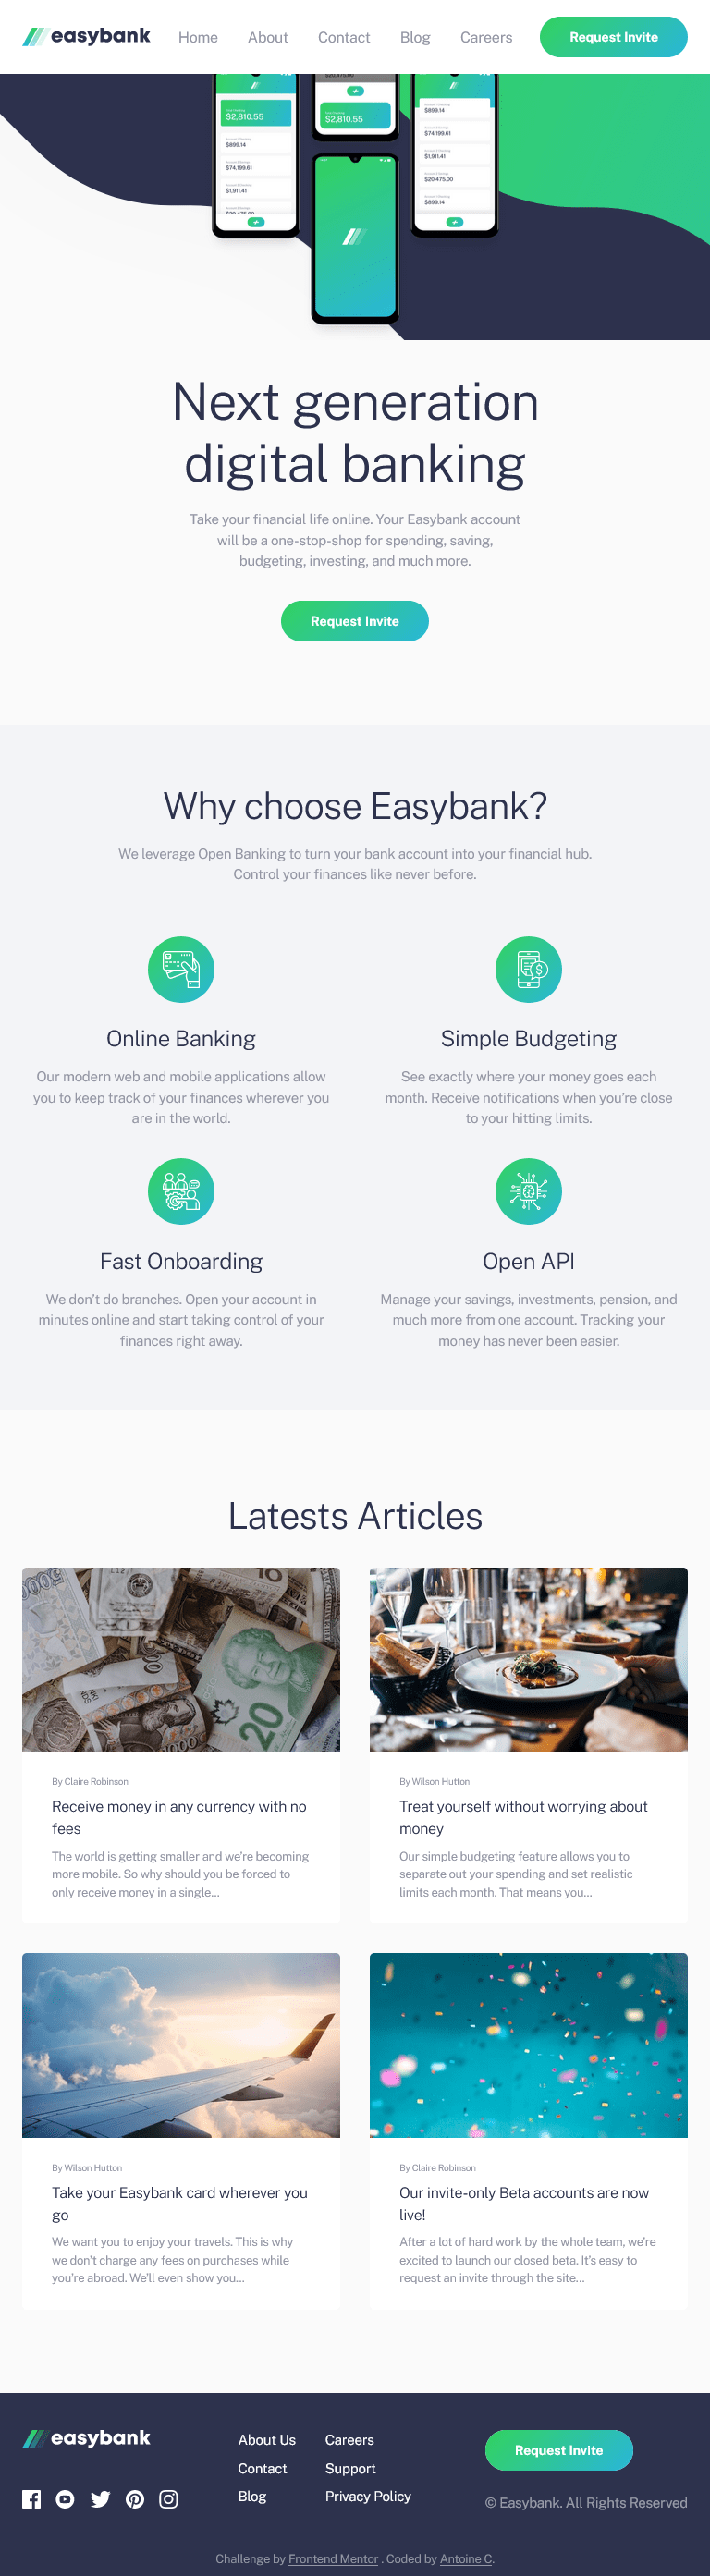 easybank
Home
About
Contact
Blog
Careers
Request Invite
$2,810.55
$899.14
$74,199.61
$1,911.41
$20,475.00
$2,810.55
$899.14
$74,199.61
$1,911.41
$20,475.00
$899.14
Next generation
digital banking
Take your financial life online. Your Easybank account
will be a one-stop-shop for spending, saving,
budgeting, investing, and much more.
Request Invite
Why choose Easybank?
We leverage Open Banking to turn your bank account into your financial hub.
Control your finances like never before.
Online Banking
Our modern web and mobile applications allow
you to keep track of your finances wherever you
are in the world.
Simple Budgeting
See exactly where your money goes each
month. Receive notifications when you're close
to your hitting limits.
Fast Onboarding
We don't do branches. Open your account in
minutes online and start taking control of your
finances right away.
Open API
Manage your savings, investments, pension, and
much more from one account. Tracking your
money has never been easier.
Latests Articles
By Claire Robinson
Receive money in any currency with no
fees
The world is getting smaller and we're becoming
more mobile. So why should you be forced to
only receive money in a single...
By Wilson Hutton
Treat yourself without worrying about
money
Our simple budgeting feature allows you to
separate out your spending and set realistic
limits each month. That means you...
By Wilson Hutton
Take your Easybank card wherever you
go
We want you to enjoy your travels. This is why
we don't charge any fees on purchases while
you're abroad. We'll even show you...
By Claire Robinson
Our invite-only Beta accounts are now
live!
After a lot of hard work by the whole team, we're
excited to launch our closed beta. It's easy to
request an invite through the site...
easybank
About Us
Contact
Blog
Careers
Support
Privacy Policy
Request Invite
© Easybank. All Rights Reserved
Challenge by Frontend Mentor . Coded by Antoine C.